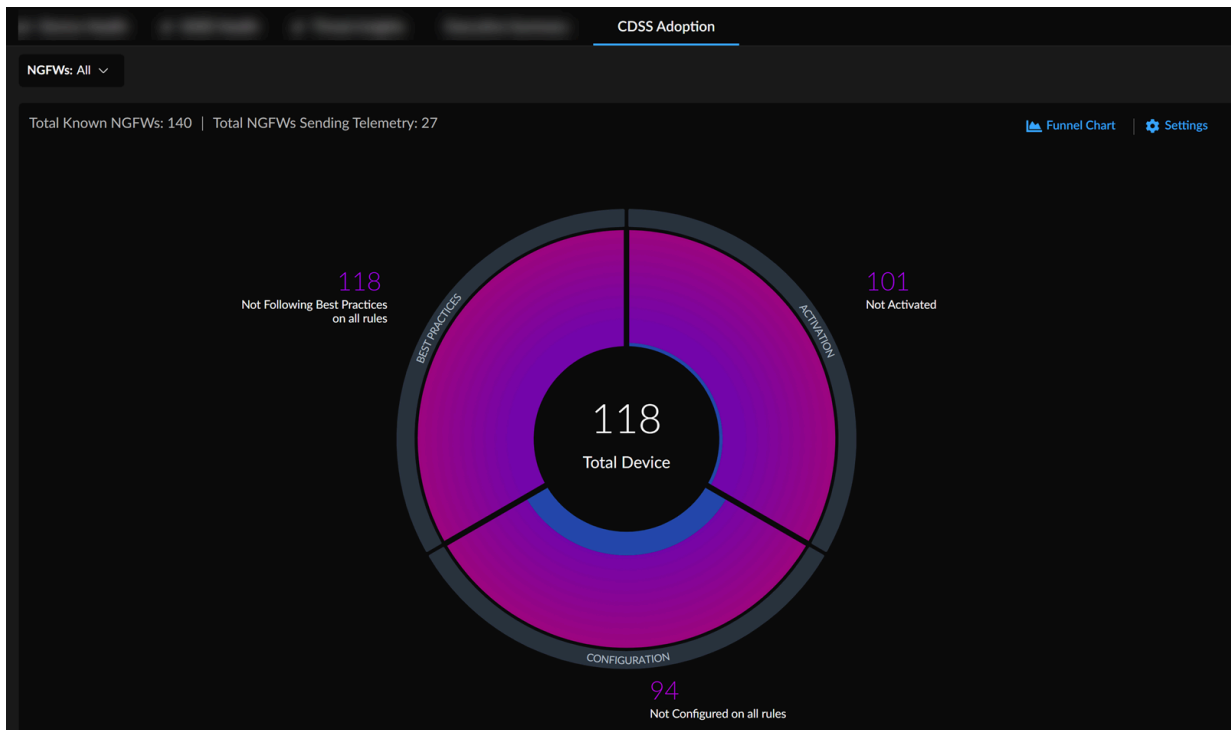 CDSS Adoption
NGFWs: All
Total Known NGFWs: 140 | Total NGFWs Sending Telemetry: 27
Funnel Chart
Settings
118
Not Following Best Practices
on all rules
101
Not Activated
BEST PRACTICES
ACTIVATION
118
Total Device
CONFIGURATION
94
Not Configured on all rules